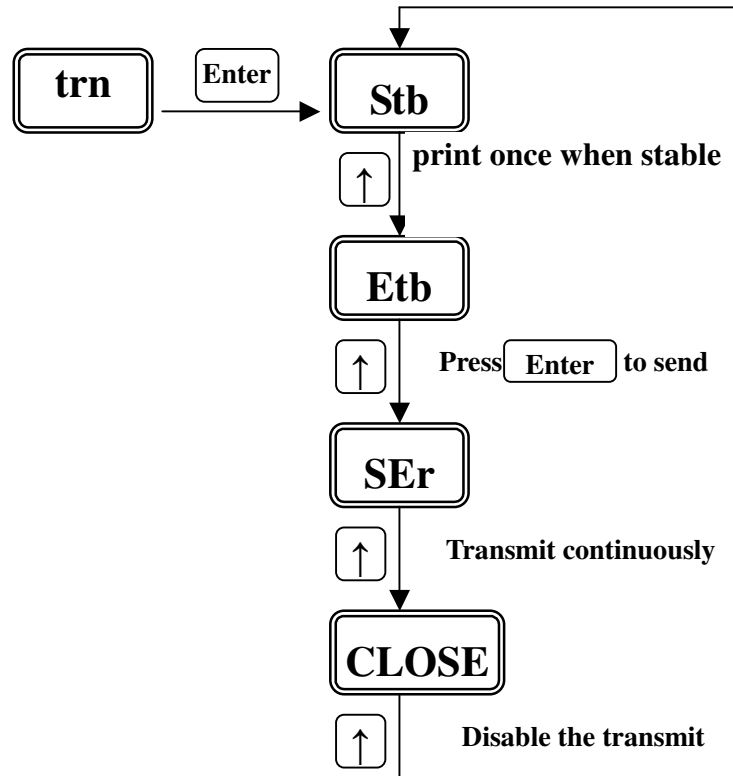 trn
Enter
Stb
print once when stable
↑
Etb
Press Enter to send
↑
SEr
Transmit continuously
↑
CLOSE
Disable the transmit
↑